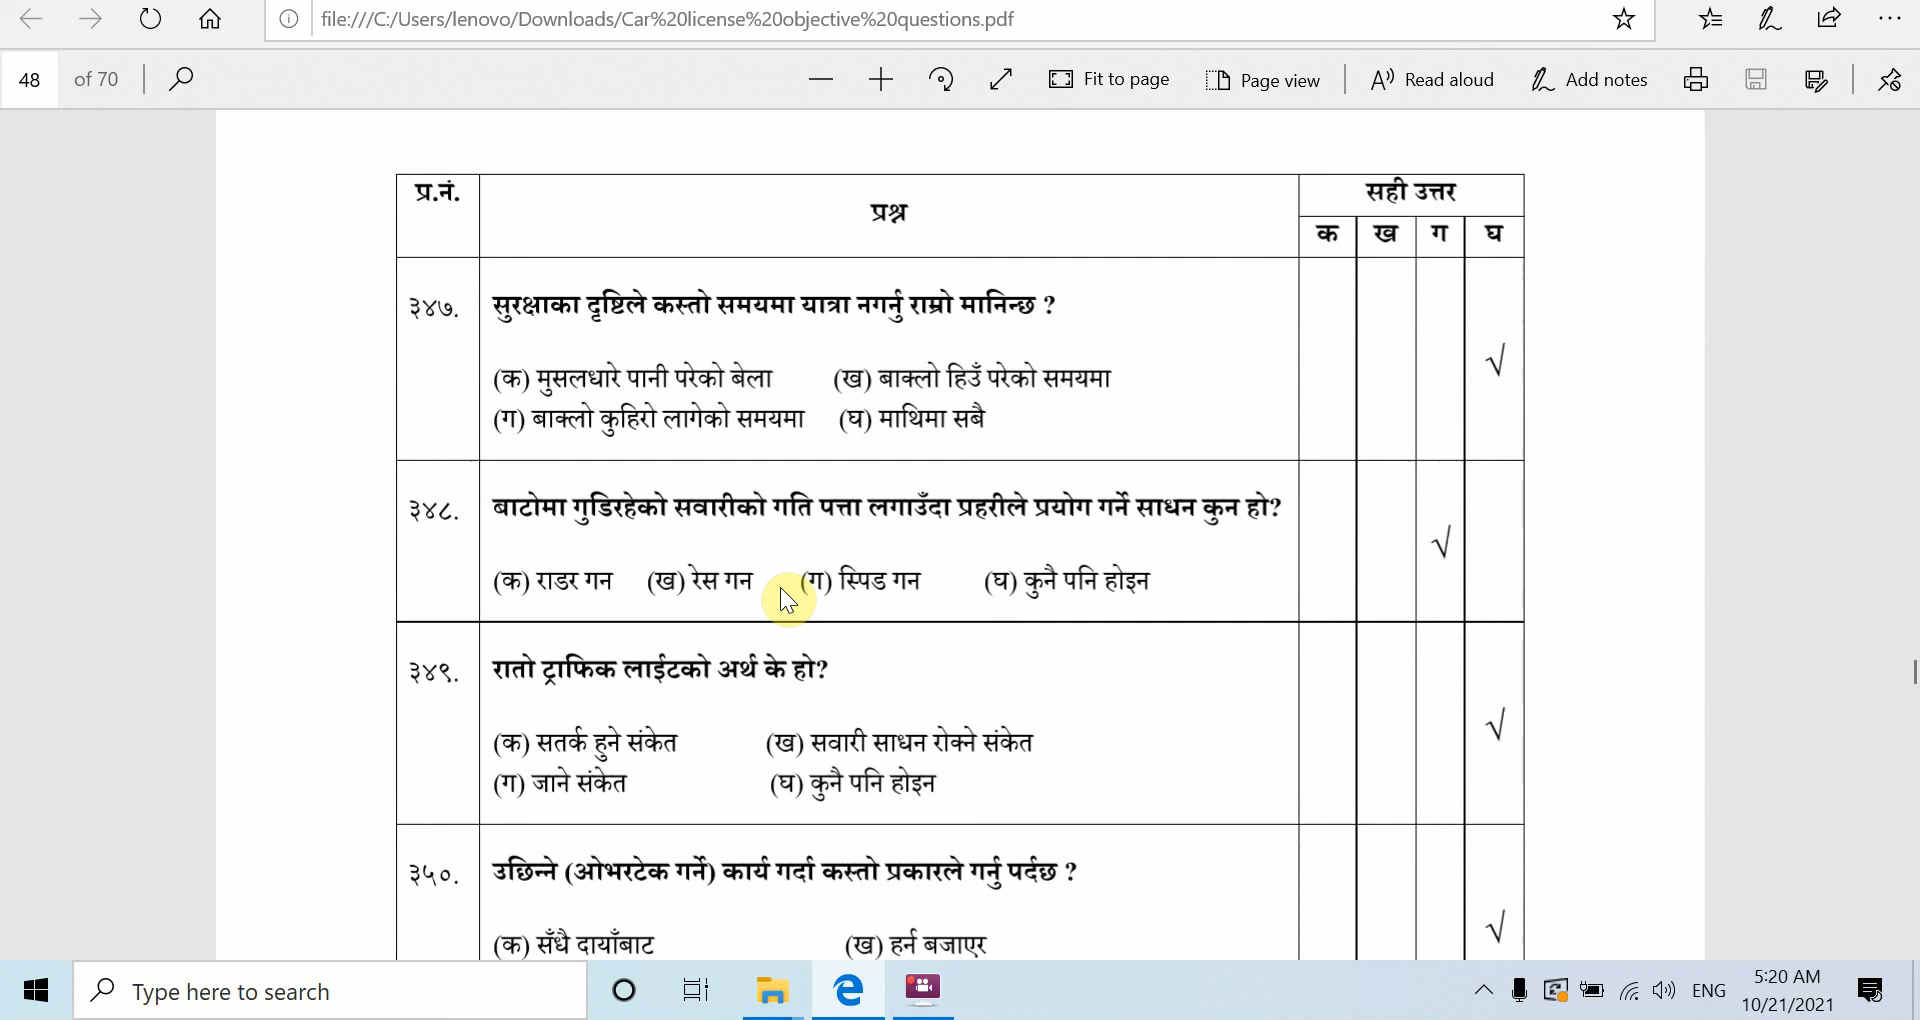 file:///C:/Users/lenovo/Downloads/Car%20license%20objective%20questions.pdf
48 of 70 Fit to page Page view Read aloud Add notes
प्र.नं. प्रश्न सही उत्तर
क ख ग घ
३४७. सुरक्षाका दृष्टिले कस्तो समयमा यात्रा नगर्नु राम्रो मानिन्छ ?
(क) मुसलधारे पानी परेको बेला (ख) बाक्लो हिउँ परेको समयमा
√
(ग) बाक्लो कुहिरो लागेको समयमा (घ) माथिमा सबै
३४८. बाटोमा गुडिरहेको सवारीको गति पत्ता लगाउँदा प्रहरीले प्रयोग गर्ने साधन कुन हो?
√
(क) राडर गन (ख) रेस गन (ग) स्पिड गन (घ) कुनै पनि होइन
३४९. रातो ट्राफिक लाईटको अर्थ के हो?
√
(क) सतर्क हुने संकेत (ख) सवारी साधन रोक्ने संकेत
(ग) जाने संकेत (घ) कुनै पनि होइन
३५०. उछिन्ने (ओभरटेक गर्ने) कार्य गर्दा कस्तो प्रकारले गर्नु पर्दछ ?
√
(क) सँधै दायाँबाट (ख) हर्न बजाएर
Type here to search
ENG
5:20 AM
10/21/2021